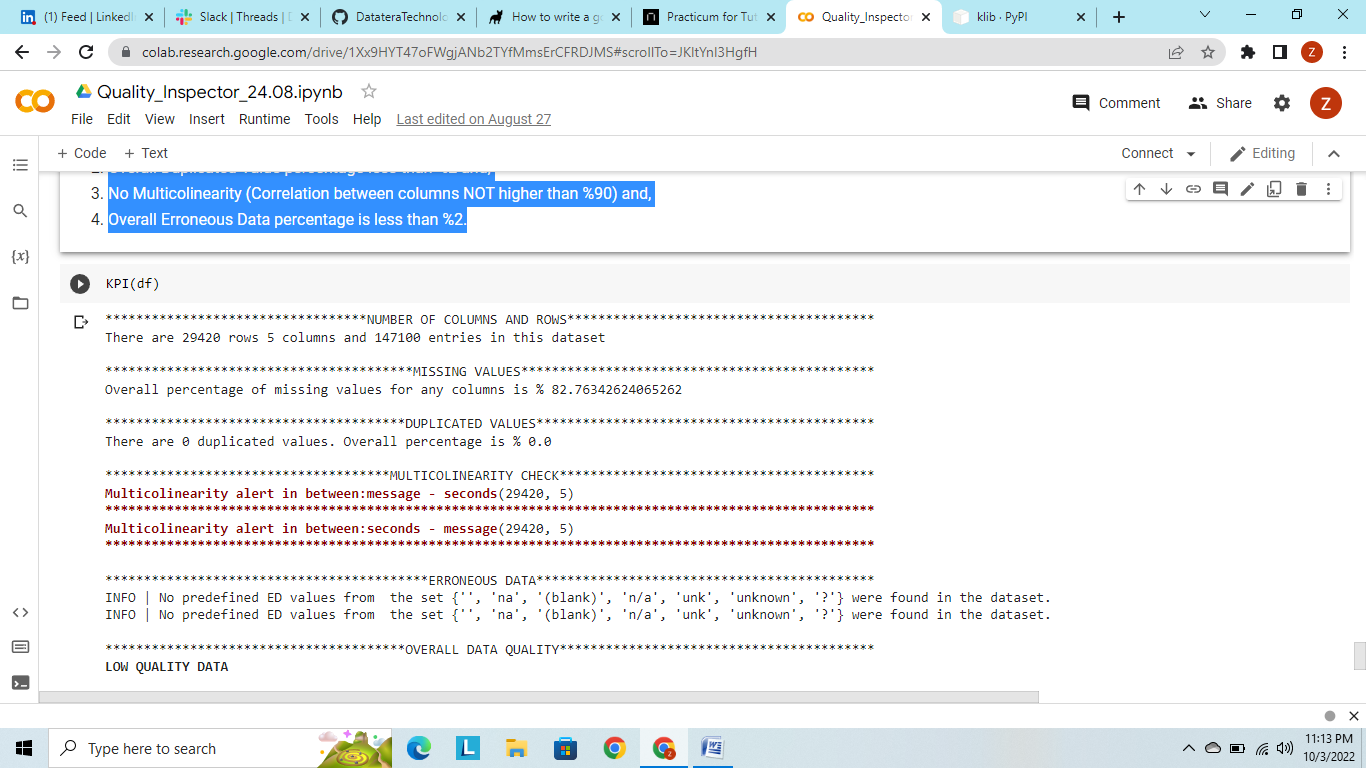 (1) Feed | LinkedI
Slack | Threads | D
DatateraTechnolo
How to write a g
Practicum for Tut
Quality_Inspector
klib · PyPI
colab.research.google.com/drive/1Xx9HYT47oFWgjANb2TYfMmsErCFRDJMS#scrollTo=JKltYnI3HgfH
Z
Quality_Inspector_24.08.ipynb
Comment
Share
Z
File Edit View Insert Runtime Tools Help Last edited on August 27
+ Code + Text
Connect
Editing
3. No Multicolinearity (Correlation between columns NOT higher than %90) and,
4. Overall Erroneous Data percentage is less than %2.
{x}
KPI(df)
**********************************NUMBER OF COLUMNS AND ROWS****************************************
There are 29420 rows 5 columns and 147100 entries in this dataset
****************************************MISSING VALUES**********************************************
Overall percentage of missing values for any columns is % 82.76342624065262
***************************************DUPLICATED VALUES********************************************
There are 0 duplicated values. Overall percentage is % 0.0
*************************************MULTICOLINEARITY CHECK*****************************************
Multicolinearity alert in between:message - seconds(29420, 5)
****************************************************************************************************
Multicolinearity alert in between:seconds - message(29420, 5)
****************************************************************************************************
******************************************ERRONEOUS DATA********************************************
INFO | No predefined ED values from  the set {'', 'na', '(blank)', 'n/a', 'unk', 'unknown', '?'} were found in the dataset.
INFO | No predefined ED values from  the set {'', 'na', '(blank)', 'n/a', 'unk', 'unknown', '?'} were found in the dataset.
***************************************OVERALL DATA QUALITY*****************************************
LOW QUALITY DATA
Type here to search
11:13 PM
10/3/2022